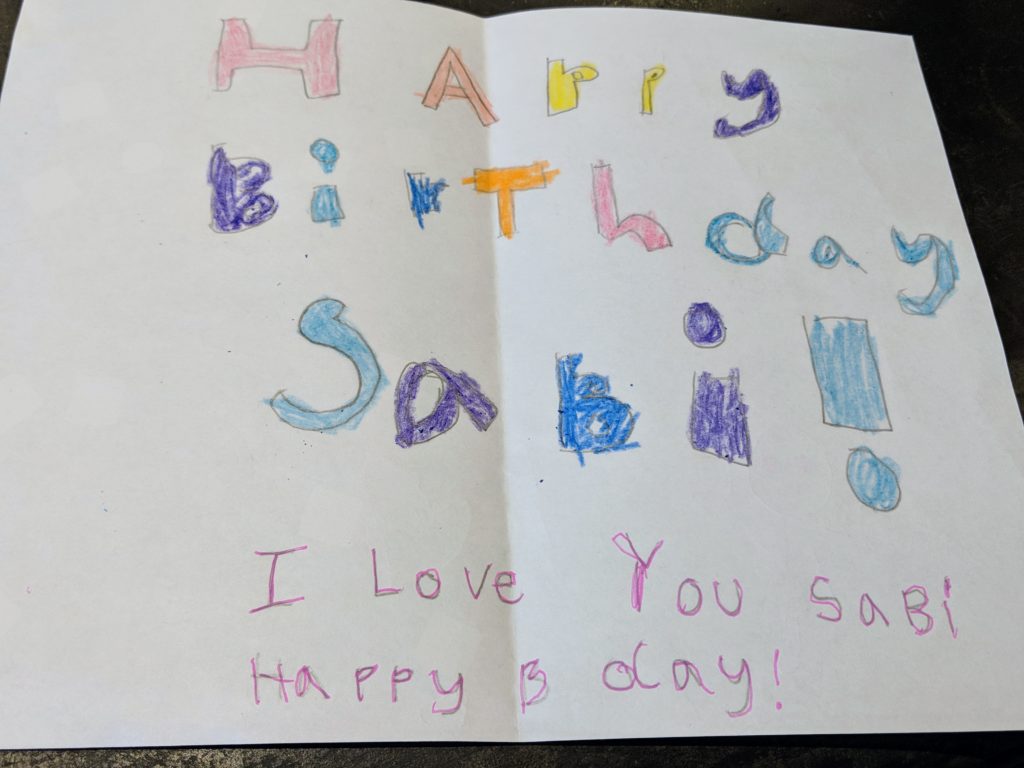 HAppy
BirThday
Sabi!
I Love You SaBi
Happy B day!